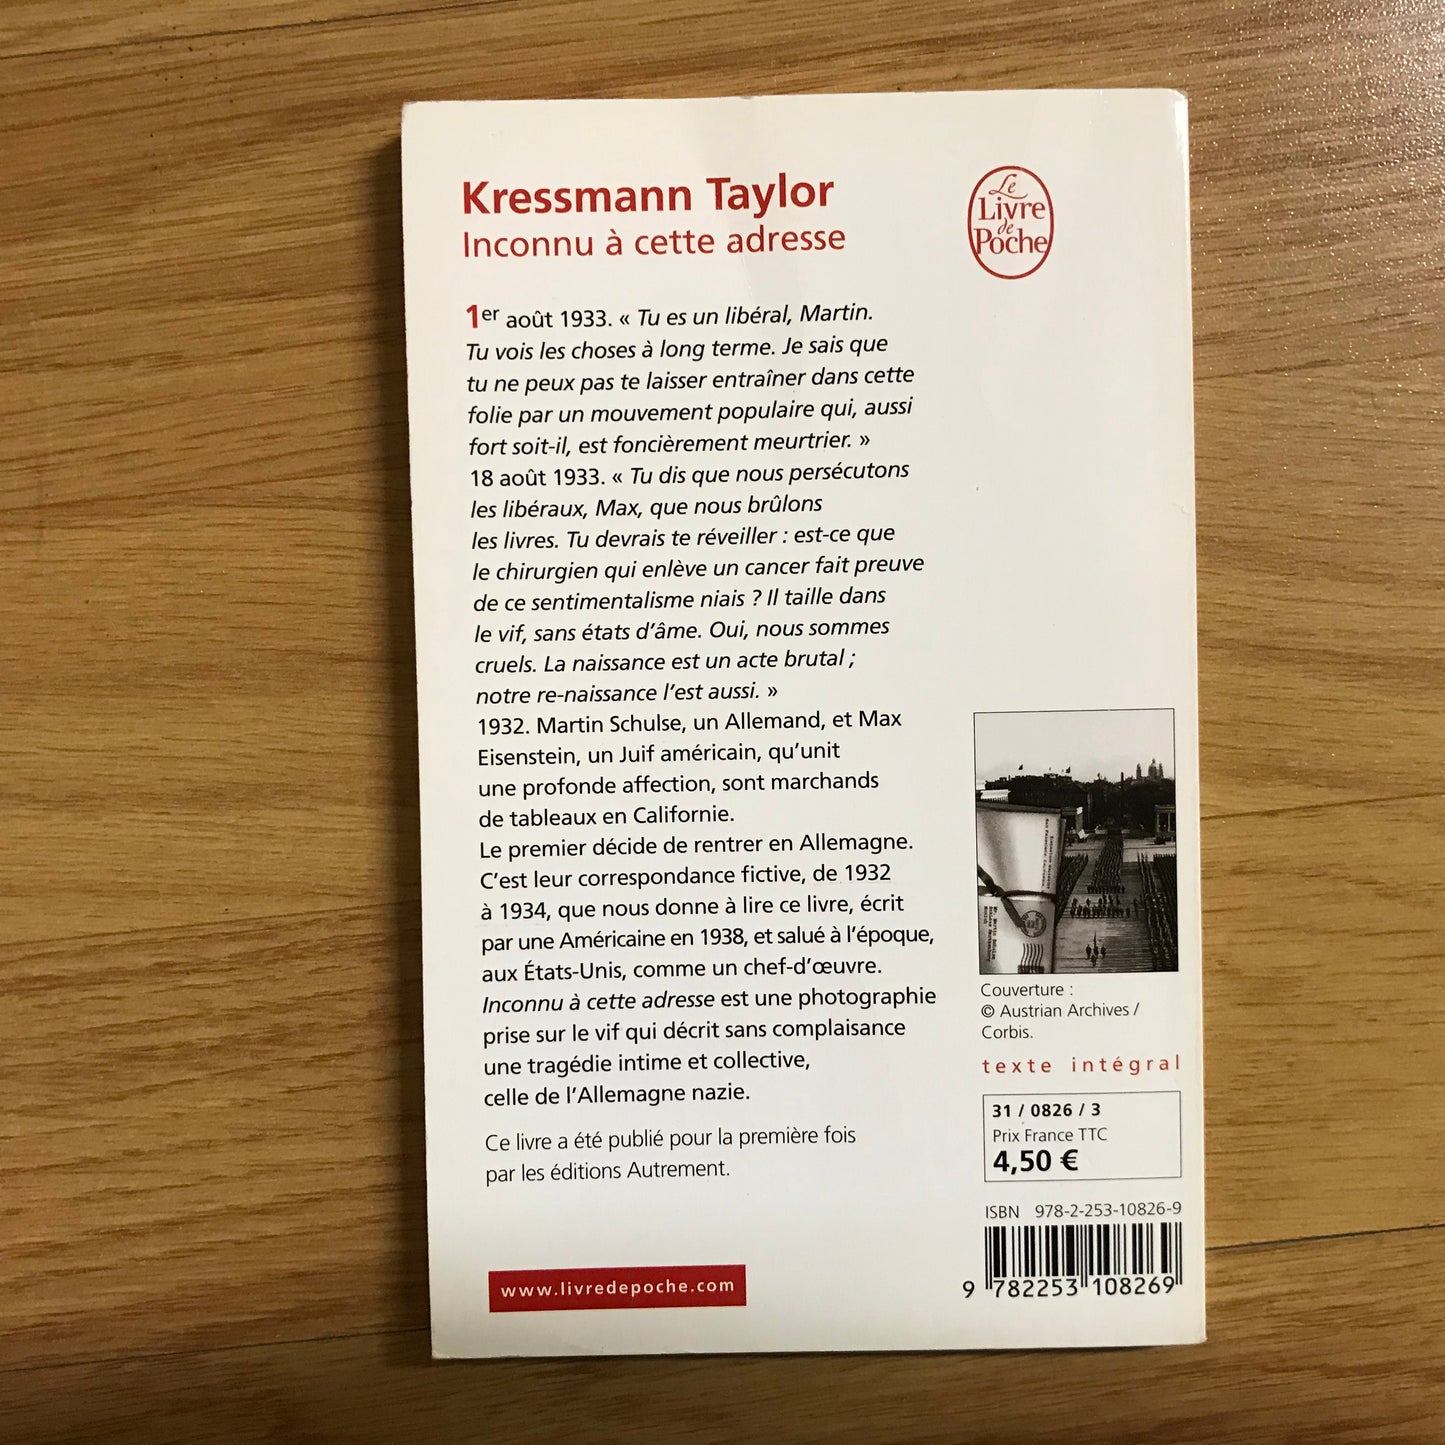 Kressmann Taylor
Inconnu à cette adresse
Le
Livre
de
Poche
1er août 1933. « Tu es un libéral, Martin.
Tu vois les choses à long terme. Je sais que
tu ne peux pas te laisser entraîner dans cette
folie par un mouvement populaire qui, aussi
fort soit-il, est foncièrement meurtrier. »
18 août 1933. « Tu dis que nous persécutons
les libéraux, Max, que nous brûlons
les livres. Tu devrais te réveiller : est-ce que
le chirurgien qui enlève un cancer fait preuve
de ce sentimentalisme niais ? Il taille dans
le vif, sans états d’âme. Oui, nous sommes
cruels. La naissance est un acte brutal ;
notre re-naissance l’est aussi. »
1932. Martin Schulse, un Allemand, et Max
Eisenstein, un Juif américain, qu’unit
une profonde affection, sont marchands
de tableaux en Californie.
Le premier décide de rentrer en Allemagne.
C’est leur correspondance fictive, de 1932
à 1934, que nous donne à lire ce livre, écrit
par une Américaine en 1938, et salué à l’époque,
aux États-Unis, comme un chef-d’œuvre.
Inconnu à cette adresse est une photographie
prise sur le vif qui décrit sans complaisance
une tragédie intime et collective,
celle de l’Allemagne nazie.
Ce livre a été publié pour la première fois
par les éditions Autrement.
www.livredepoche.com
Couverture :
© Austrian Archives /
Corbis.
texte intégral
31 / 0826 / 3
Prix France TTC
4,50 €
ISBN 978-2-253-10826-9
9 782253 108269